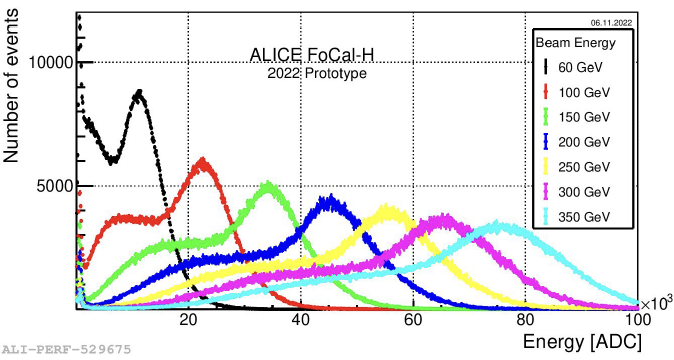 06.11.2022
ALICE FoCal-H
2022 Prototype
Beam Energy
60 GeV
100 GeV
150 GeV
200 GeV
250 GeV
300 GeV
350 GeV
Number of events
10000
5000
20
40
60
80
100
×10³
Energy [ADC]
ALI-PERF-529675